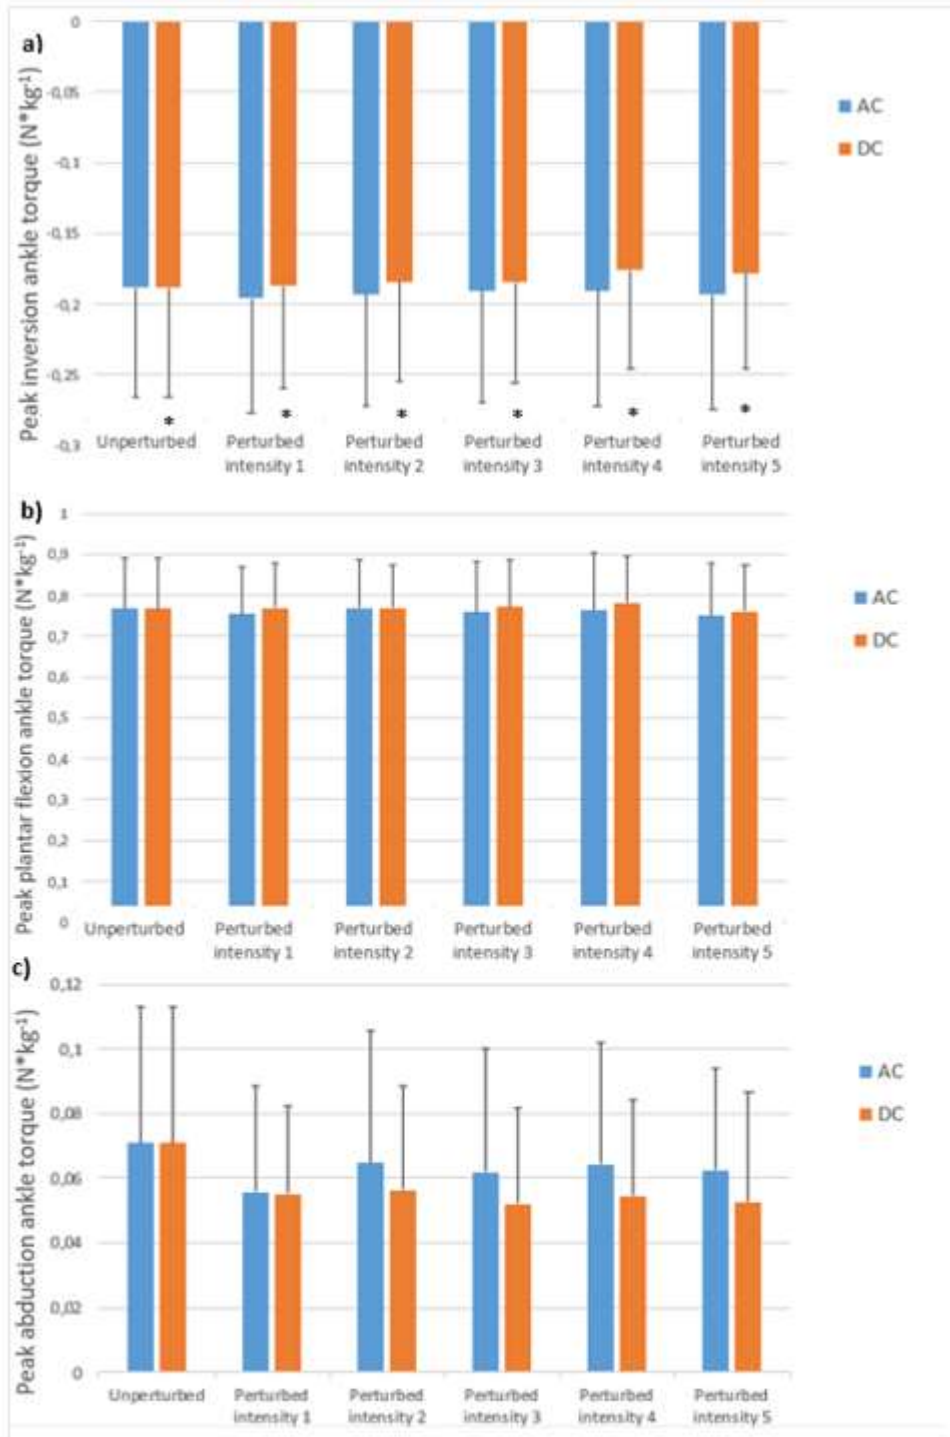 a)
Peak inversion ankle torque (N*kg-1)
0
-0,05
-0,1
-0,15
-0,2
-0,25
-0,3
AC
DC
* * * * * *
Unperturbed Perturbed Perturbed Perturbed Perturbed Perturbed
intensity 1 intensity 2 intensity 3 intensity 4 intensity 5
b)
Peak plantar flexion ankle torque (N*kg-1)
1
0,9
0,8
0,7
0,6
0,5
0,4
0,3
0,2
0,1
0
AC
DC
Unperturbed Perturbed Perturbed Perturbed Perturbed Perturbed
intensity 1 intensity 2 intensity 3 intensity 4 intensity 5
c)
Peak abduction ankle torque (N*kg-1)
0,12
0,1
0,08
0,06
0,04
0,02
0
AC
DC
Unperturbed Perturbed Perturbed Perturbed Perturbed Perturbed
intensity 1 intensity 2 intensity 3 intensity 4 intensity 5